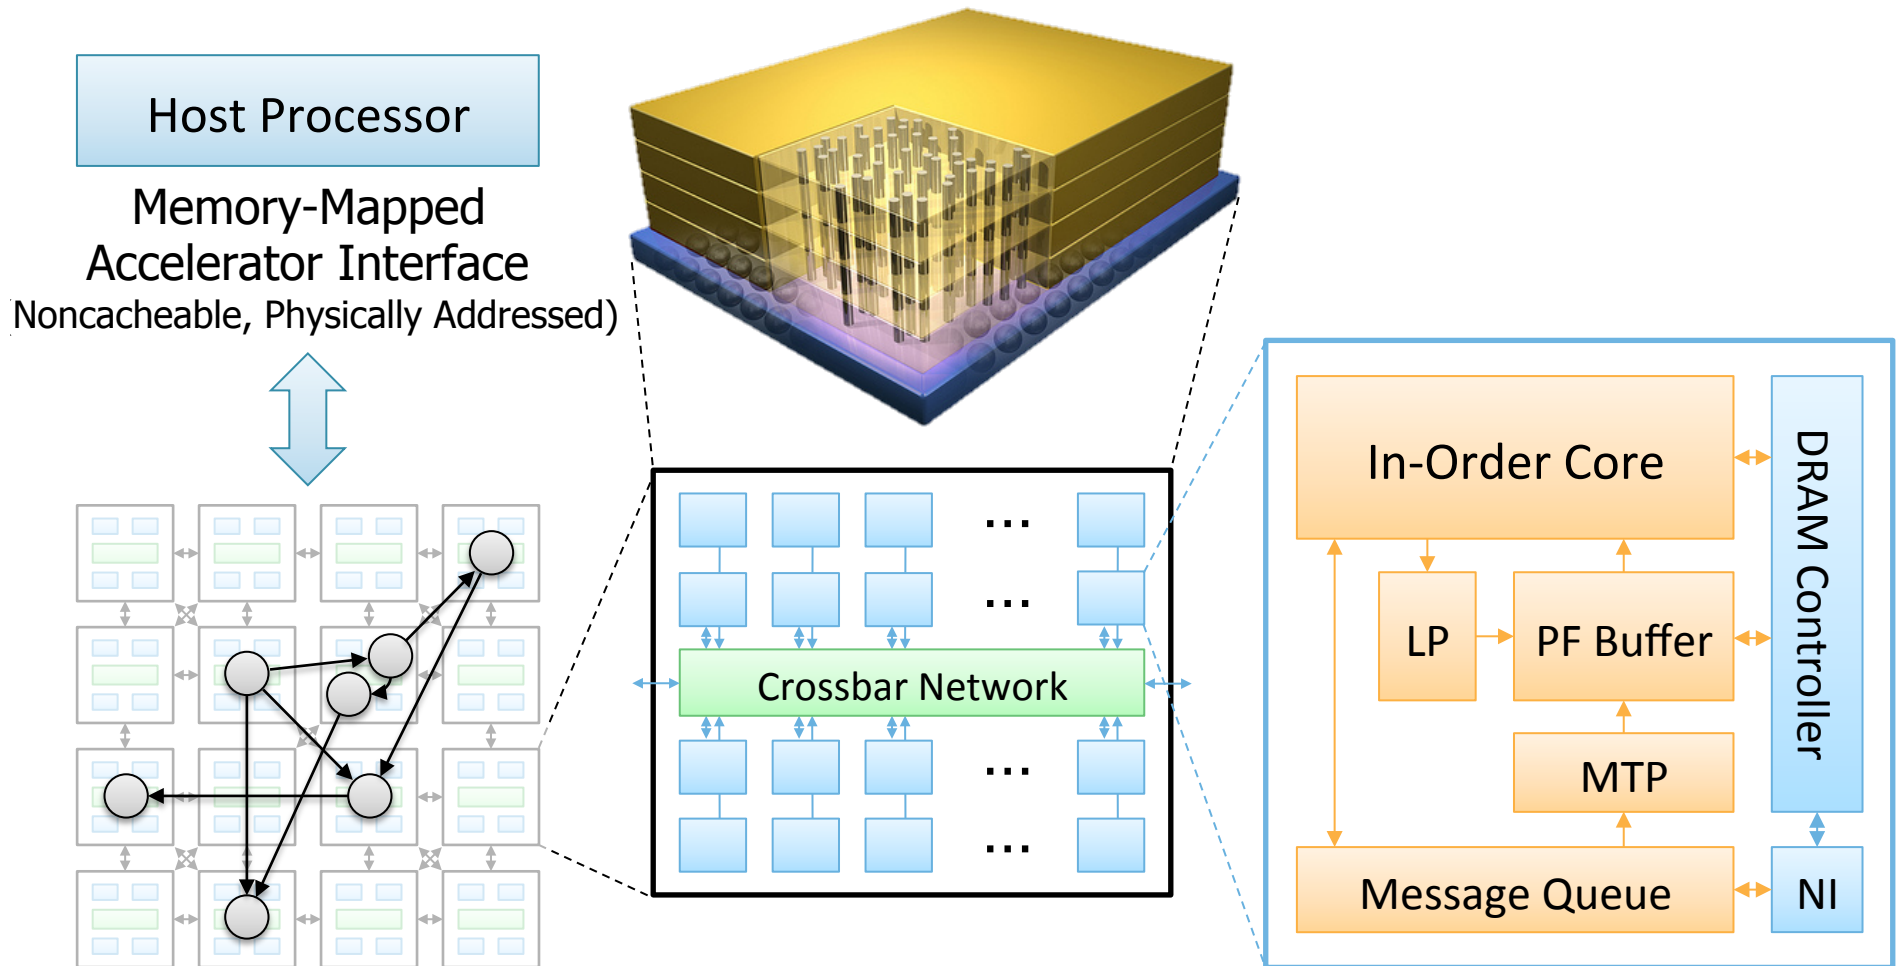 Host Processor
Memory-Mapped
Accelerator Interface
(Noncacheable, Physically Addressed)
...
...
Crossbar Network
...
...
In-Order Core
DRAM Controller
LP
PF Buffer
MTP
Message Queue
NI